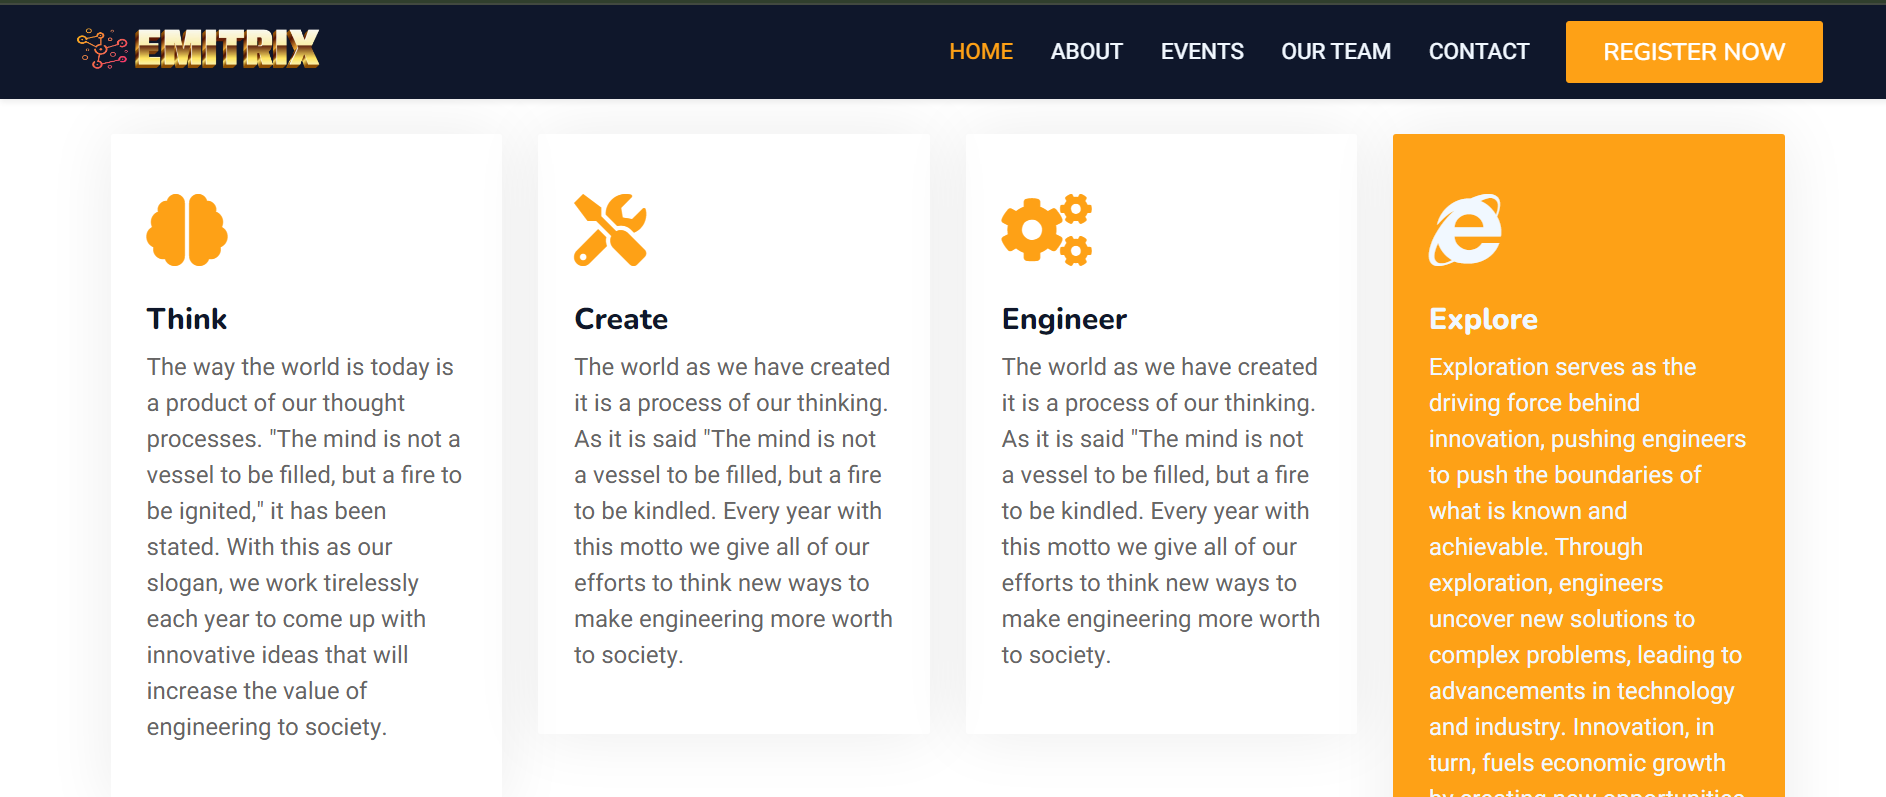 EMITRIX
HOME ABOUT EVENTS OUR TEAM CONTACT REGISTER NOW
Think
The way the world is today is
a product of our thought
processes. "The mind is not a
vessel to be filled, but a fire to
be ignited," it has been
stated. With this as our
slogan, we work tirelessly
each year to come up with
innovative ideas that will
increase the value of
engineering to society.
Create
The world as we have created
it is a process of our thinking.
As it is said "The mind is not
a vessel to be filled, but a fire
to be kindled. Every year with
this motto we give all of our
efforts to think new ways to
make engineering more worth
to society.
Engineer
The world as we have created
it is a process of our thinking.
As it is said "The mind is not
a vessel to be filled, but a fire
to be kindled. Every year with
this motto we give all of our
efforts to think new ways to
make engineering more worth
to society.
Explore
Exploration serves as the
driving force behind
innovation, pushing engineers
to push the boundaries of
what is known and
achievable. Through
exploration, engineers
uncover new solutions to
complex problems, leading to
advancements in technology
and industry. Innovation, in
turn, fuels economic growth
by creating new opportunities